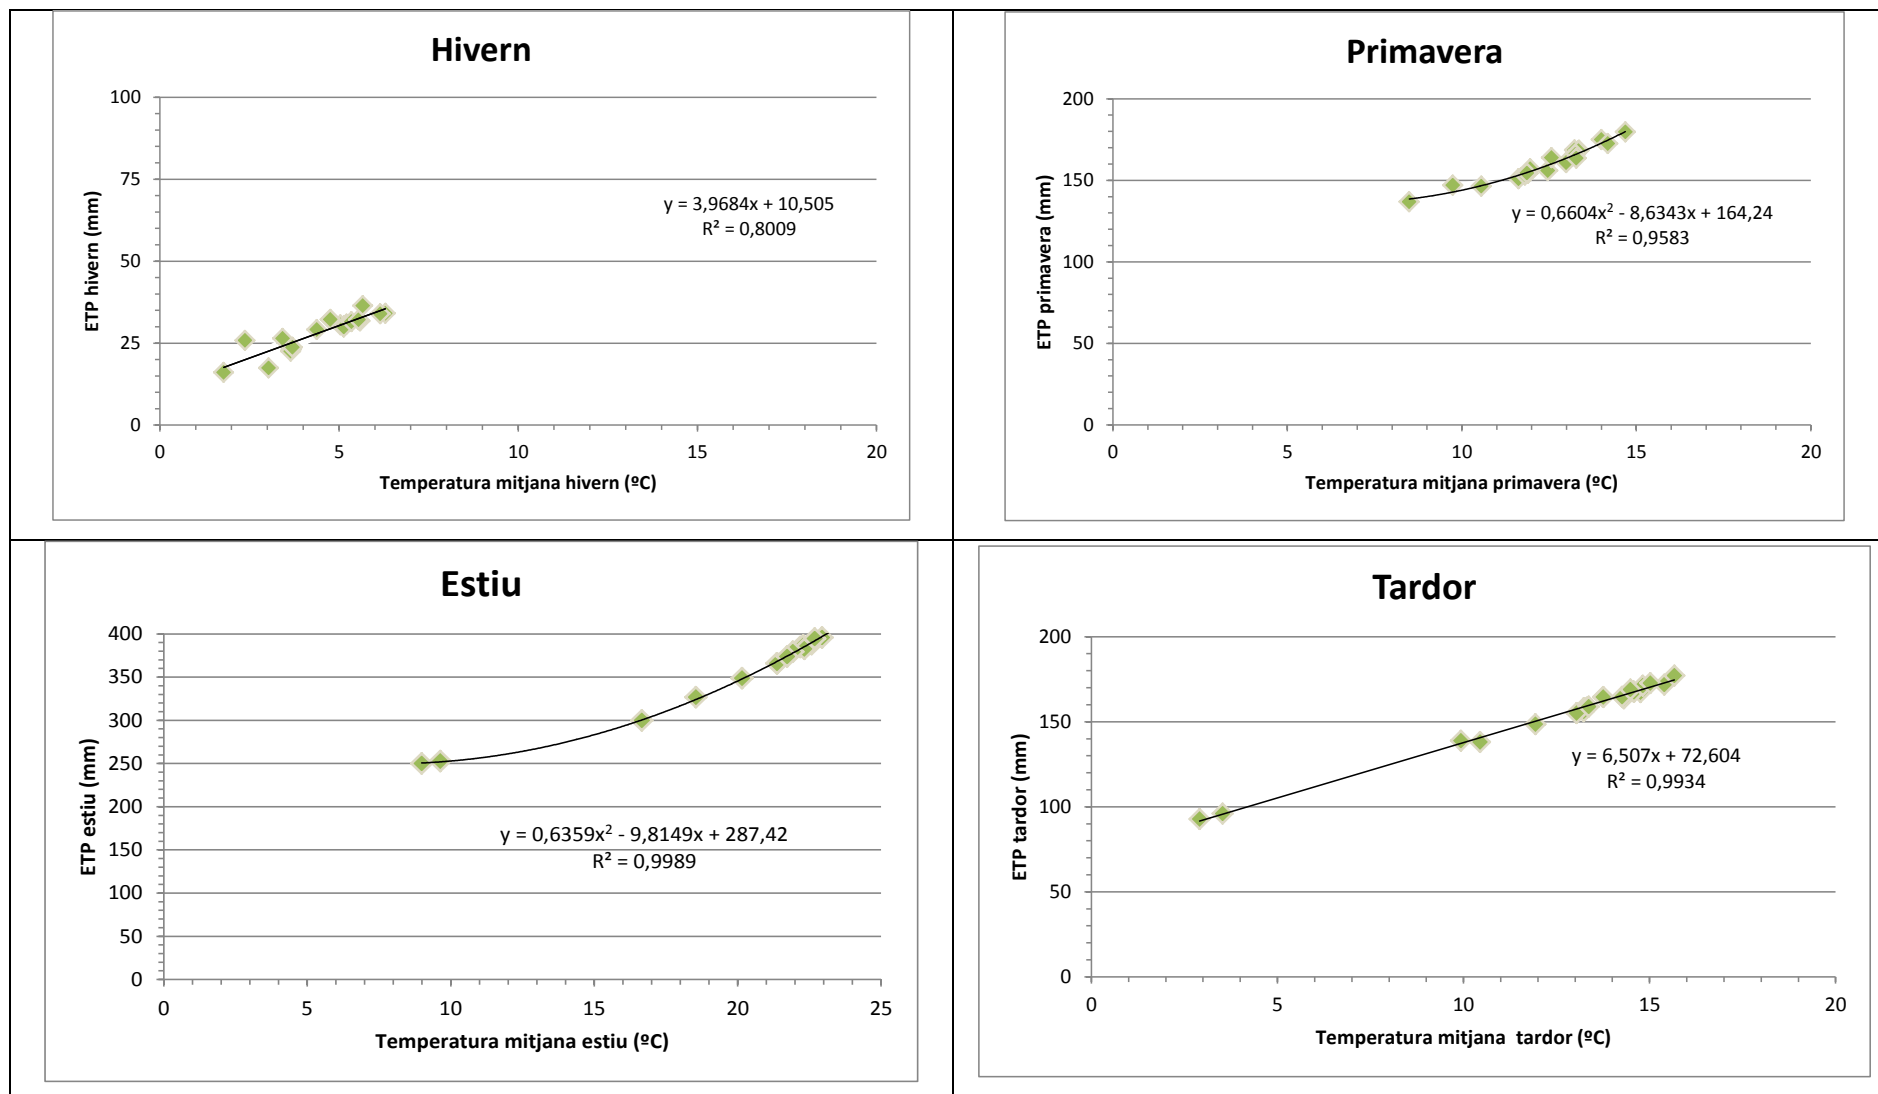 Hivern
ETP hivern (mm)
100
75
50
25
0
y = 3,9684x + 10,505
R² = 0,8009
0 5 10 15 20
Temperatura mitjana hivern (ºC)
Primavera
ETP primavera (mm)
200
150
100
50
0
y = 0,6604x² - 8,6343x + 164,24
R² = 0,9583
0 5 10 15 20
Temperatura mitjana primavera (ºC)
Estiu
ETP estiu (mm)
400
350
300
250
200
150
100
50
0
y = 0,6359x² - 9,8149x + 287,42
R² = 0,9989
0 5 10 15 20 25
Temperatura mitjana estiu (ºC)
Tardor
ETP tardor (mm)
200
150
100
50
0
y = 6,507x + 72,604
R² = 0,9934
0 5 10 15 20
Temperatura mitjana  tardor (ºC)